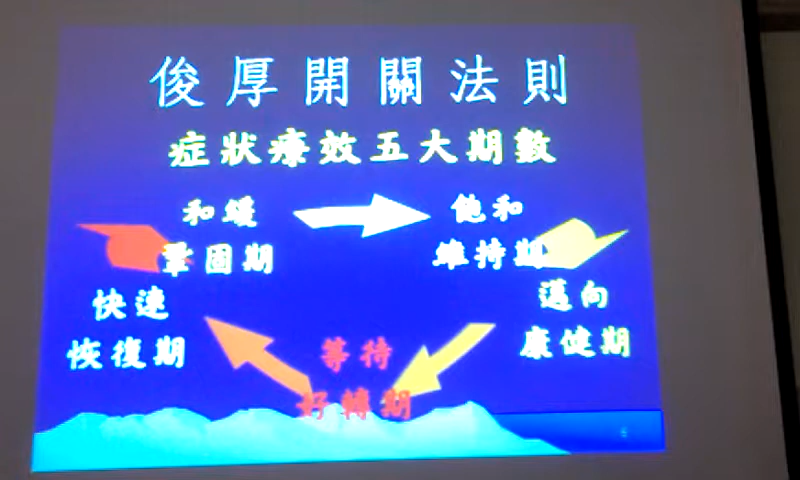 俊厚開關法則
症狀療效五大期數
和緩
鞏固期
飽和
維持期
快速
恢復期
邁向
康健期
等待
好轉期